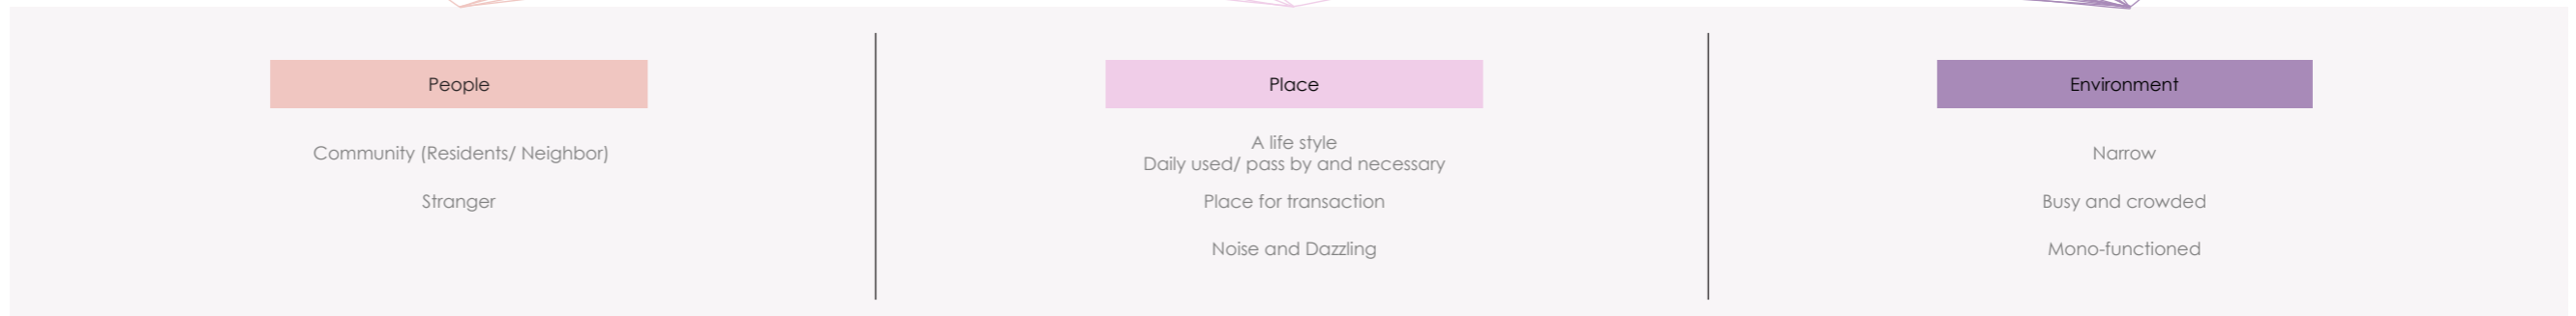 People
Community (Residents/ Neighbor)
Stranger
Place
A life style
Daily used/ pass by and necessary
Place for transaction
Noise and Dazzling
Environment
Narrow
Busy and crowded
Mono-functioned